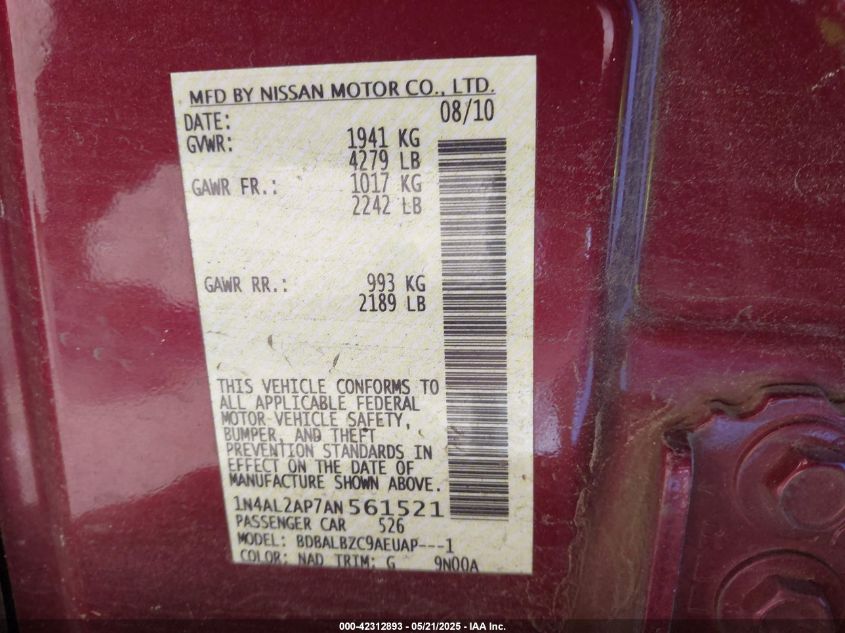 MFD BY NISSAN MOTOR CO., LTD.
DATE: 08/10
GVWR: 1941 KG
4279 LB
GAWR FR.: 1017 KG
2242 LB
GAWR RR.: 993 KG
2189 LB
THIS VEHICLE CONFORMS TO
ALL APPLICABLE FEDERAL
MOTOR VEHICLE SAFETY,
BUMPER, AND THEFT
PREVENTION STANDARDS IN
EFFECT ON THE DATE OF
MANUFACTURE SHOWN ABOVE.
1N4AL2AP7AN561521
PASSENGER CAR 526
MODEL: BDBALBZC9AEUAP---1
COLOR: NAD TRIM: G 9N00A
000-42312893 - 05/21/2025 - IAA Inc.